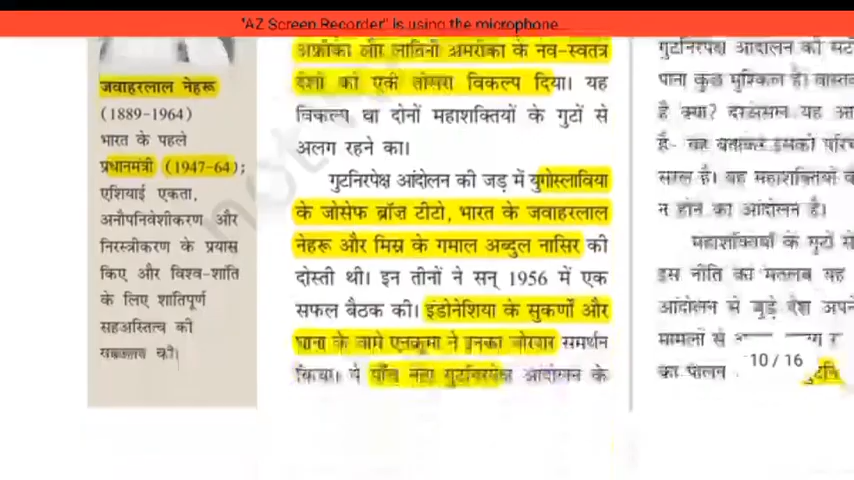 "AZ Screen Recorder" is using the microphone
जवाहरलाल नेहरू
(1889-1964)
भारत के पहले
प्रधानमंत्री (1947-64);
एशियाई एकता,
अनौपनिवेशीकरण और
निरस्त्रीकरण के प्रयास
किए और विश्व-शांति
के लिए शांतिपूर्ण
सहअस्तित्व की
की।
अफ्रीका और लातिनी अमरीका के नव-स्वतंत्र
देशों को एक तीसरा विकल्प दिया। यह
विकल्प था दोनों महाशक्तियों के गुटों से
अलग रहने का।
गुटनिरपेक्ष आंदोलन की जड़ में युगोस्लाविया
के जोसेफ ब्रॉज़ टीटो, भारत के जवाहरलाल
नेहरू और मिस्र के गमाल अब्दुल नासिर की
दोस्ती थी। इन तीनों ने सन् 1956 में एक
सफल बैठक की। इंडोनेशिया के सुकर्णो और
घाना के वामे एनक्रूमा ने इनका जोरदार समर्थन
किया। ये पाँच नेता गुटनिरपेक्ष आंदोलन के
गुटनिरपेक्ष आंदोलन की
पाना कुछ मुश्किल है।
है क्या? दरअसल यह
सरल है। यह महाशक्तियों
न होने का आंदोलन है।
महाशक्तियों के गुटों से
इस नीति का मतलब यह
आंदोलन से जुड़े देश अपने
मामलों से
का पालन
10 / 16